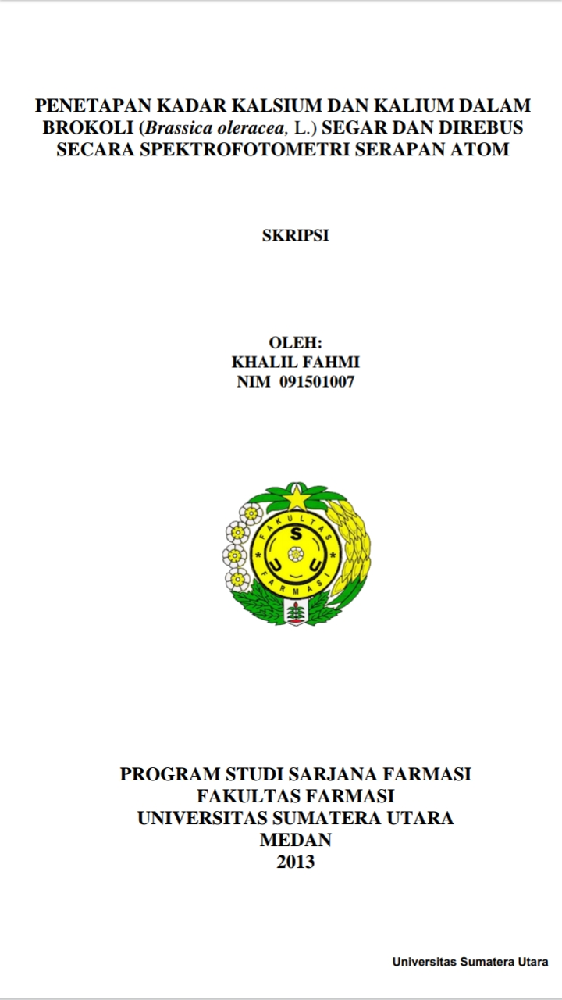 PENETAPAN KADAR KALSIUM DAN KALIUM DALAM
BROKOLI (Brassica oleracea, L.) SEGAR DAN DIREBUS
SECARA SPEKTROFOTOMETRI SERAPAN ATOM
SKRIPSI
OLEH:
KHALIL FAHMI
NIM 091501007
FAKULTAS
USU
FARMASI
PROGRAM STUDI SARJANA FARMASI
FAKULTAS FARMASI
UNIVERSITAS SUMATERA UTARA
MEDAN
2013
Universitas Sumatera Utara